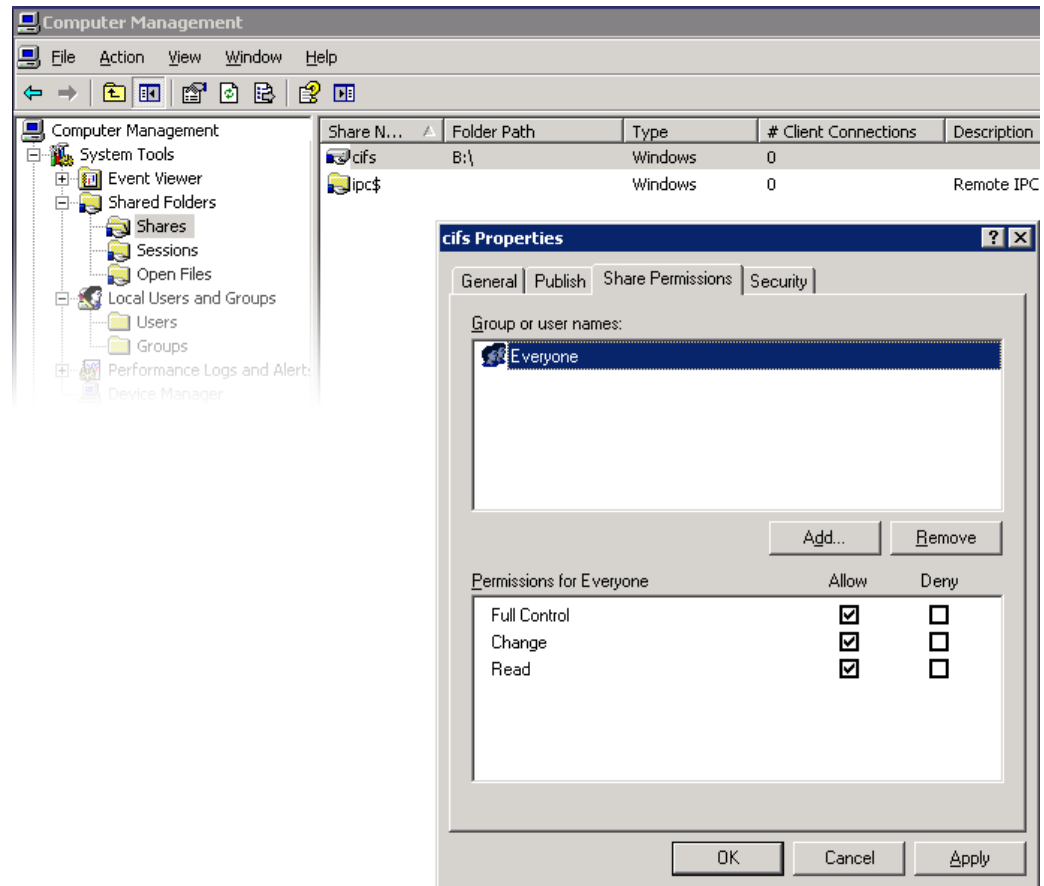 Computer Management
File Action View Window Help
Computer Management
System Tools
Event Viewer
Shared Folders
Shares
Sessions
Open Files
Local Users and Groups
Users
Groups
Performance Logs and Alert
Device Manager
Share N... Folder Path Type # Client Connections Description
cifs B:\ Windows 0
ipc$ Windows 0 Remote IPC
cifs Properties
General Publish Share Permissions Security
Group or user names:
Everyone
Add... Remove
Permissions for Everyone Allow Deny
Full Control
Change
Read
OK Cancel Apply